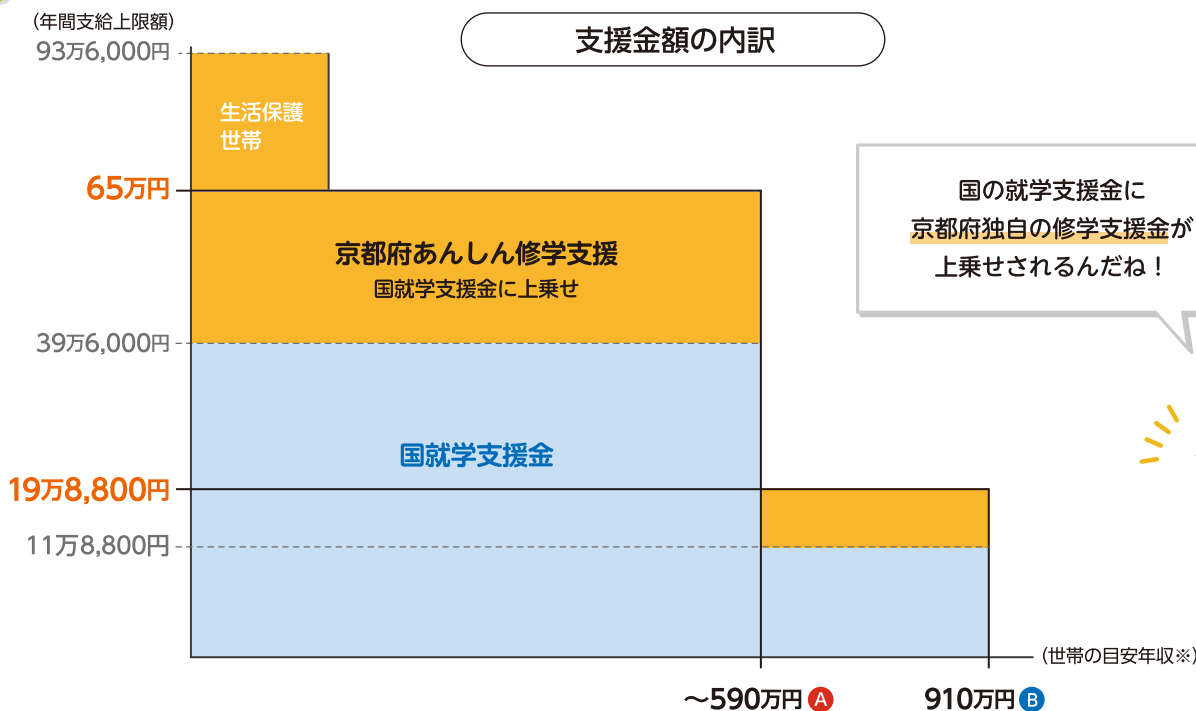 (年間支給上限額)
支援金額の内訳
93万6,000円
生活保護
世帯
65万円
国の就学支援金に
京都府独自の修学支援金が
上乗せされるんだね！
京都府あんしん修学支援
国就学支援金に上乗せ
39万6,000円
国就学支援金
19万8,800円
11万8,800円
(世帯の目安年収※)
～590万円 A
910万円 B